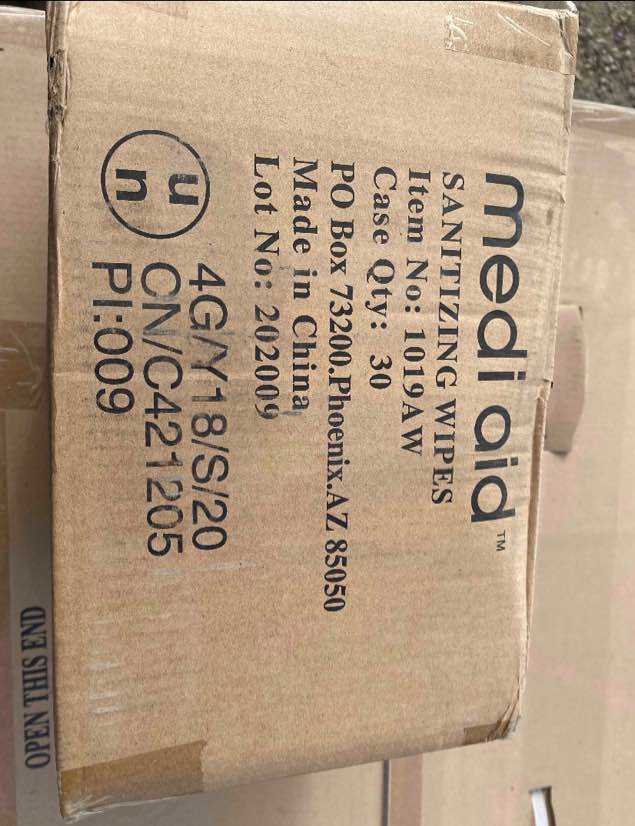 medi aid™
SANITIZING WIPES
Item No: 1019AW
Case Qty: 30
PO Box 73200.Phoenix.AZ 85050
Made in China
Lot No: 202009
un
4G/Y18/S/20
CN/C421205
PI:009
OPEN THIS END